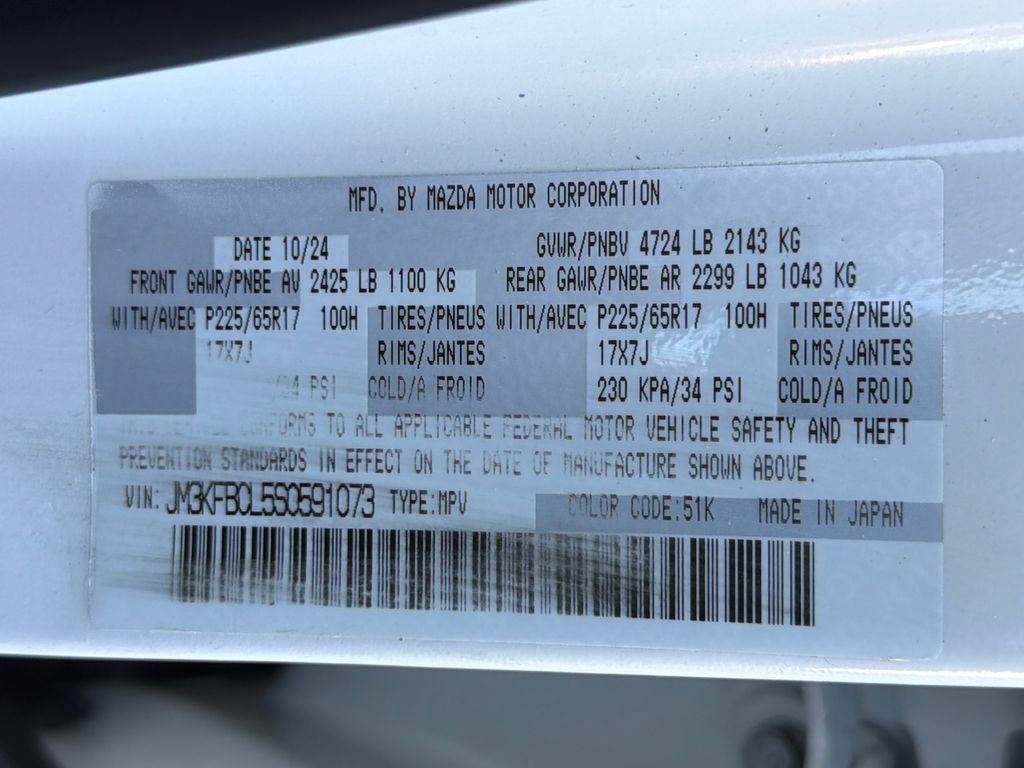 MFD. BY MAZDA MOTOR CORPORATION
DATE 10/24 GVWR/PNBV 4724 LB 2143 KG
FRONT GAWR/PNBE AV 2425 LB 1100 KG REAR GAWR/PNBE AR 2299 LB 1043 KG
WITH/AVEC P225/65R17 100H TIRES/PNEUS WITH/AVEC P225/65R17 100H TIRES/PNEUS
17X7J RIMS/JANTES 17X7J RIMS/JANTES
/34 PSI COLD/A FROID 230 KPA/34 PSI COLD/A FROID
THIS VEHICLE CONFORMS TO ALL APPLICABLE FEDERAL MOTOR VEHICLE SAFETY AND THEFT
PREVENTION STANDARDS IN EFFECT ON THE DATE OF MANUFACTURE SHOWN ABOVE.
VIN: JM3KFBCL5S0591073 TYPE:MPV COLOR CODE:51K MADE IN JAPAN